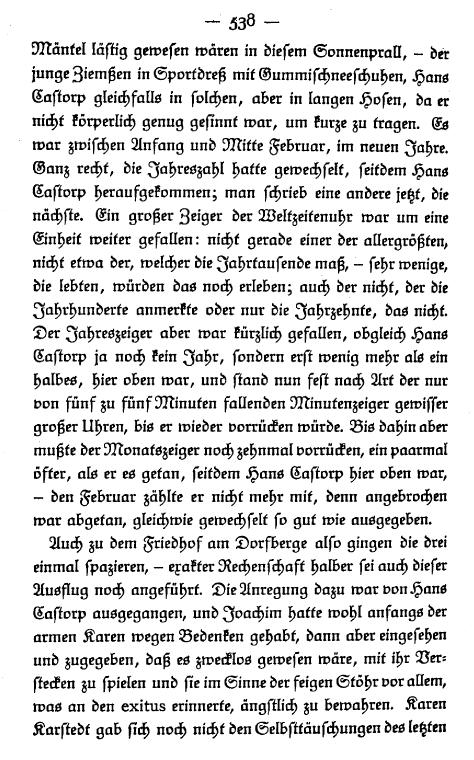 — 538 —
Mäntel lästig gewesen wären in diesem Sonnenprall, – der
junge Ziemßen in Sportdreß mit Gummischneeschuhen, Hans
Castorp gleichfalls in solchen, aber in langen Hosen, da er
nicht körperlich genug gesinnt war, um kurze zu tragen. Es
war zwischen Anfang und Mitte Februar, im neuen Jahre.
Ganz recht, die Jahreszahl hatte gewechselt, seitdem Hans
Castorp heraufgekommen; man schrieb eine andere jetzt, die
nächste. Ein großer Zeiger der Weltzeitenuhr war um eine
Einheit weiter gefallen: nicht gerade einer der allergrößten,
nicht etwa der, welcher die Jahrtausende maß, – sehr wenige,
die lebten, würden das noch erleben; auch der nicht, der die
Jahrhunderte anmerkte oder nur die Jahrzehnte, das nicht.
Der Jahreszeiger aber war kürzlich gefallen, obgleich Hans
Castorp ja noch kein Jahr, sondern erst wenig mehr als ein
halbes, hier oben war, und stand nun fest nach Art der nur
von fünf zu fünf Minuten fallenden Minutenzeiger gewisser
großer Uhren, bis er wieder vorrücken würde. Bis dahin aber
mußte der Monatszeiger noch zehnmal vorrücken, ein paarmal
öfter, als er es getan, seitdem Hans Castorp hier oben war,
– den Februar zählte er nicht mehr mit, denn angebrochen
war abgetan, gleichwie gewechselt so gut wie ausgegeben.
Auch zu dem Friedhof am Dorfberge also gingen die drei
einmal spazieren, – exakter Rechenschaft halber sei auch dieser
Ausflug noch angeführt. Die Anregung dazu war von Hans
Castorp ausgegangen, und Joachim hatte wohl anfangs der
armen Karen wegen Bedenken gehabt, dann aber eingesehen
und zugegeben, daß es zwecklos gewesen wäre, mit ihr Ver-
stecken zu spielen und sie im Sinne der feigen Stöhr vor allem,
was an den exitus erinnerte, ängstlich zu bewahren. Karen
Karstedt gab sich noch nicht den Selbsttäuschungen des letzten